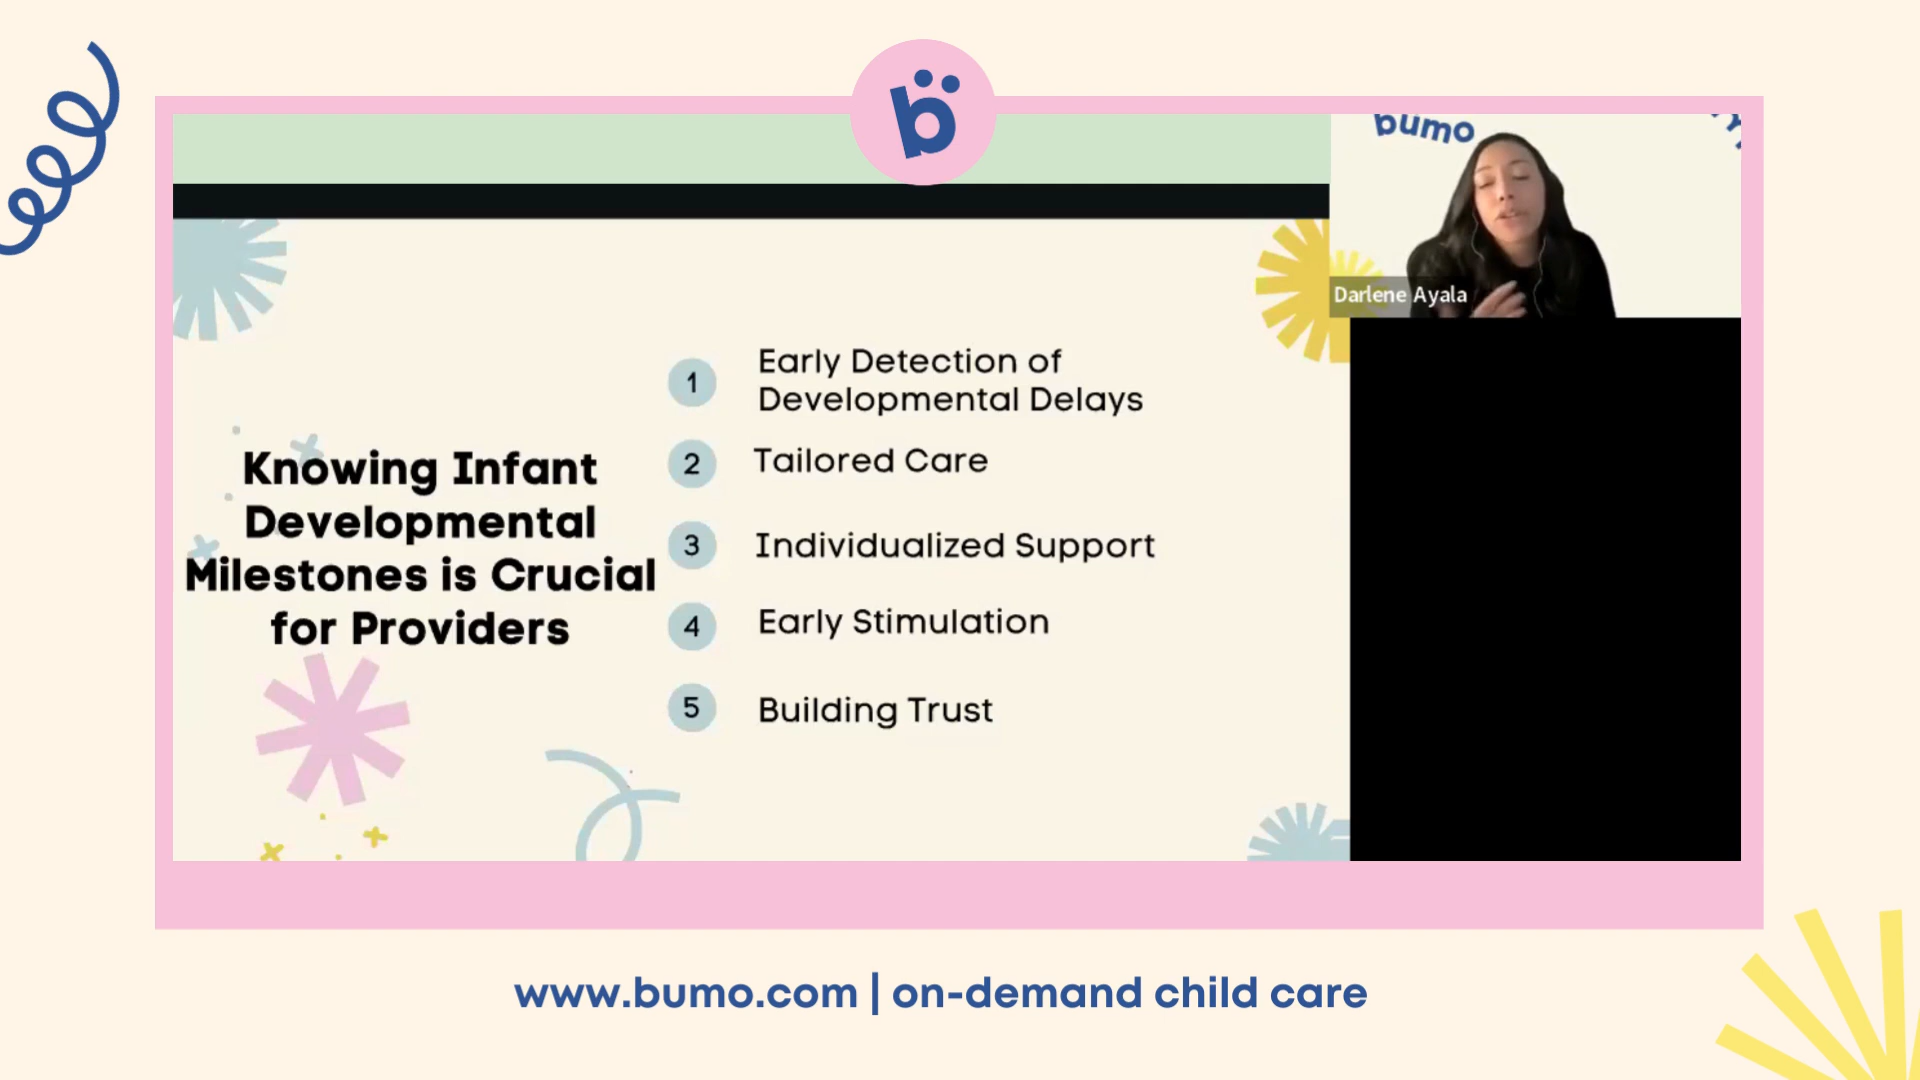 b
bumo
Darlene Ayala
Knowing Infant
Developmental
Milestones is Crucial
for Providers
1
Early Detection of
Developmental Delays
2
Tailored Care
3
Individualized Support
4
Early Stimulation
5
Building Trust
www.bumo.com | on-demand child care